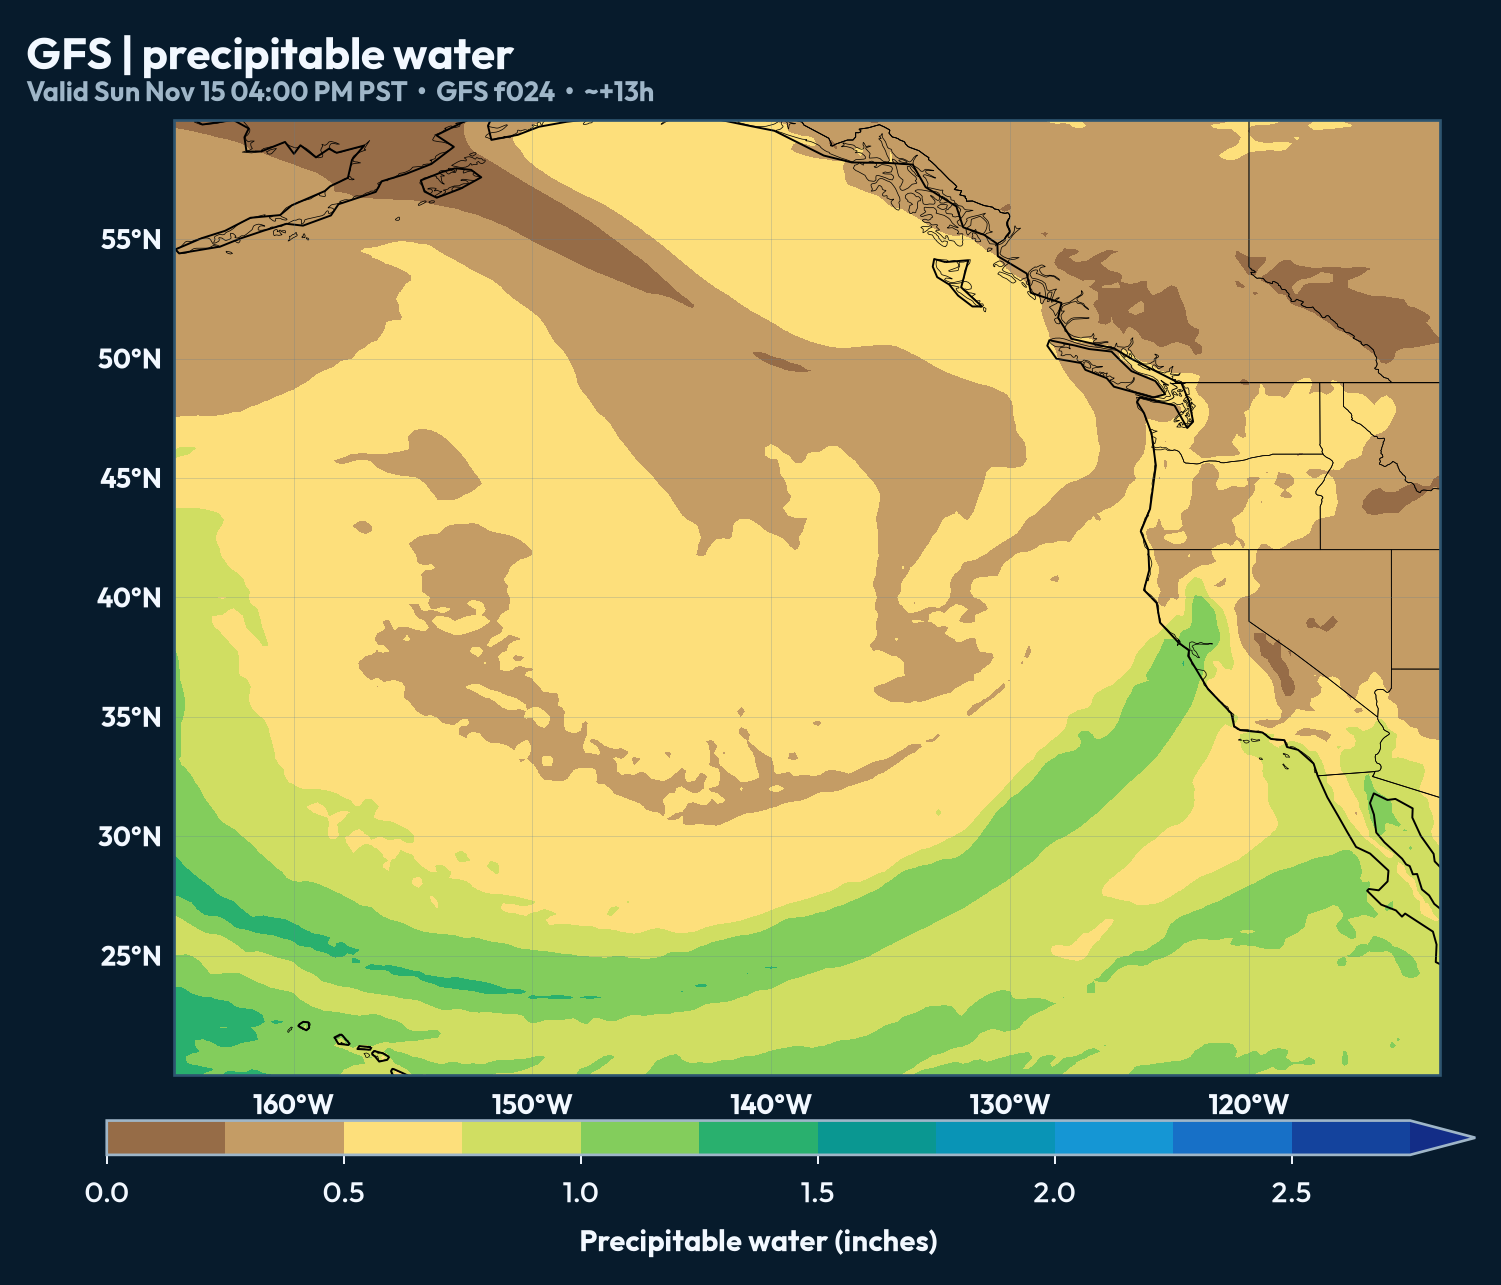 GFS | precipitable water
Valid Sun Nov 15 04:00 PM PST • GFS f024 • ~+13h
55°N
50°N
45°N
40°N
35°N
30°N
25°N
160°W 150°W 140°W 130°W 120°W
0.0 0.5 1.0 1.5 2.0 2.5
Precipitable water (inches)